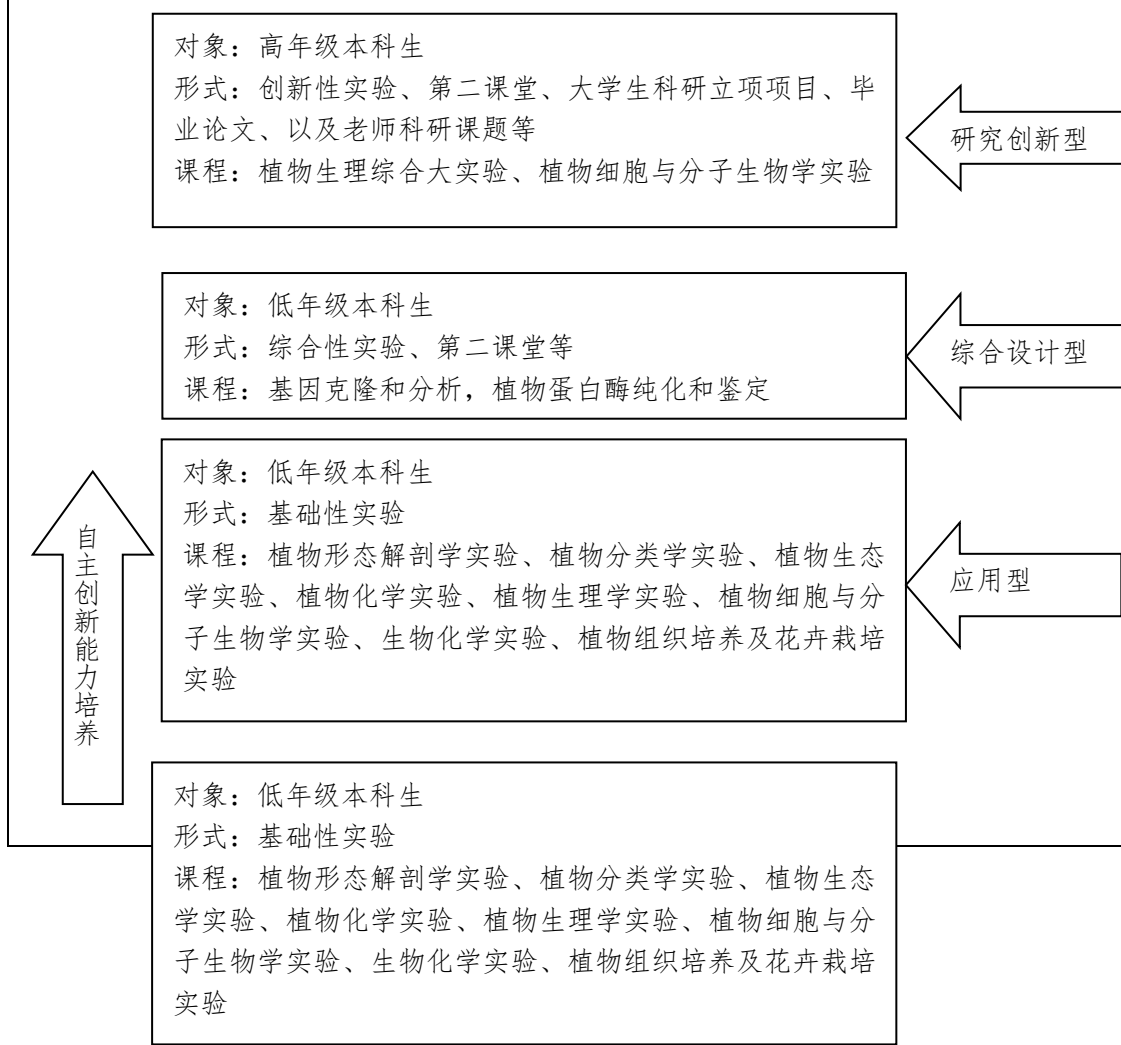 对象：高年级本科生
形式：创新性实验、第二课堂、大学生科研立项项目、毕
业论文、以及老师科研课题等
课程：植物生理综合大实验、植物细胞与分子生物学实验
研究创新型
对象：低年级本科生
形式：综合性实验、第二课堂等
课程：基因克隆和分析，植物蛋白酶纯化和鉴定
综合设计型
对象：低年级本科生
形式：基础性实验
课程：植物形态解剖学实验、植物分类学实验、植物生态
学实验、植物化学实验、植物生理学实验、植物细胞与分
子生物学实验、生物化学实验、植物组织培养及花卉栽培
实验
应用型
自主创新能力培养
对象：低年级本科生
形式：基础性实验
课程：植物形态解剖学实验、植物分类学实验、植物生态
学实验、植物化学实验、植物生理学实验、植物细胞与分
子生物学实验、生物化学实验、植物组织培养及花卉栽培
实验